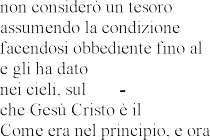 non considerò un tesoro
assumendo la condizione
facendosi obbediente fino al
e gli ha dato
nei cieli, sul -
che Gesù Cristo è il
Come era nel principio, e ora